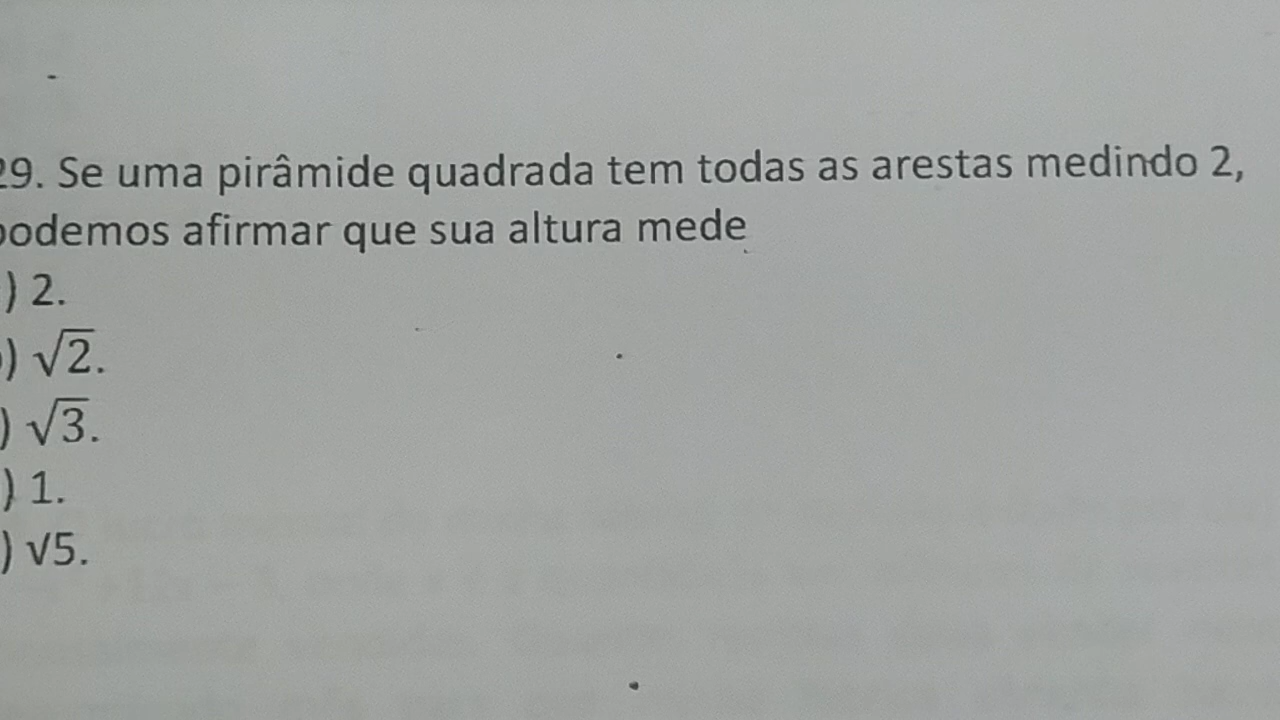 29. Se uma pirâmide quadrada tem todas as arestas medindo 2,
podemos afirmar que sua altura mede
) 2.
) √2.
) √3.
) 1.
) √5.